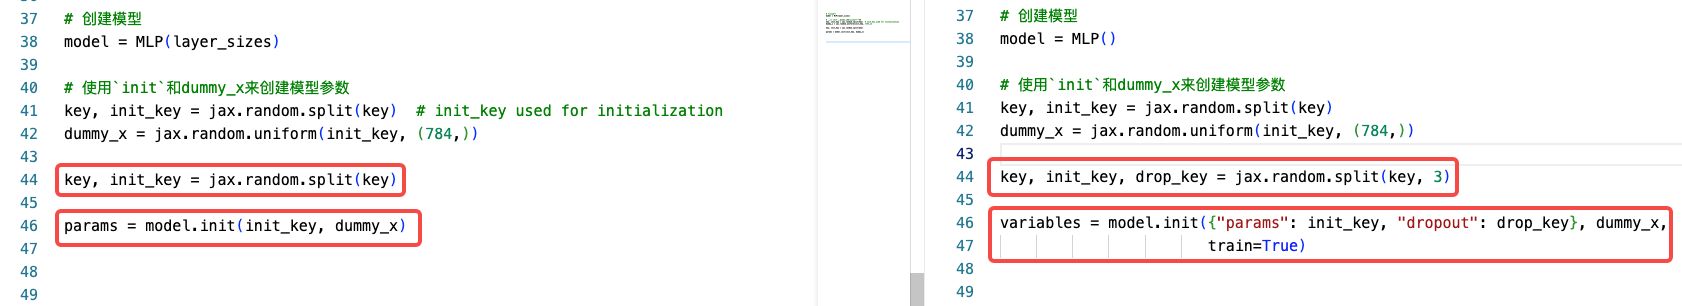 37 # 创建模型
38 model = MLP(layer_sizes)
39
40 # 使用`init`和dummy_x来创建模型参数
41 key, init_key = jax.random.split(key)  # init_key used for initialization
42 dummy_x = jax.random.uniform(init_key, (784,))
43
44 key, init_key = jax.random.split(key)
45
46 params = model.init(init_key, dummy_x)
47
48
49
37 # 创建模型
38 model = MLP()
39
40 # 使用`init`和dummy_x来创建模型参数
41 key, init_key = jax.random.split(key)
42 dummy_x = jax.random.uniform(init_key, (784,))
43
44 key, init_key, drop_key = jax.random.split(key, 3)
45
46 variables = model.init({"params": init_key, "dropout": drop_key}, dummy_x,
47 train=True)
48
49